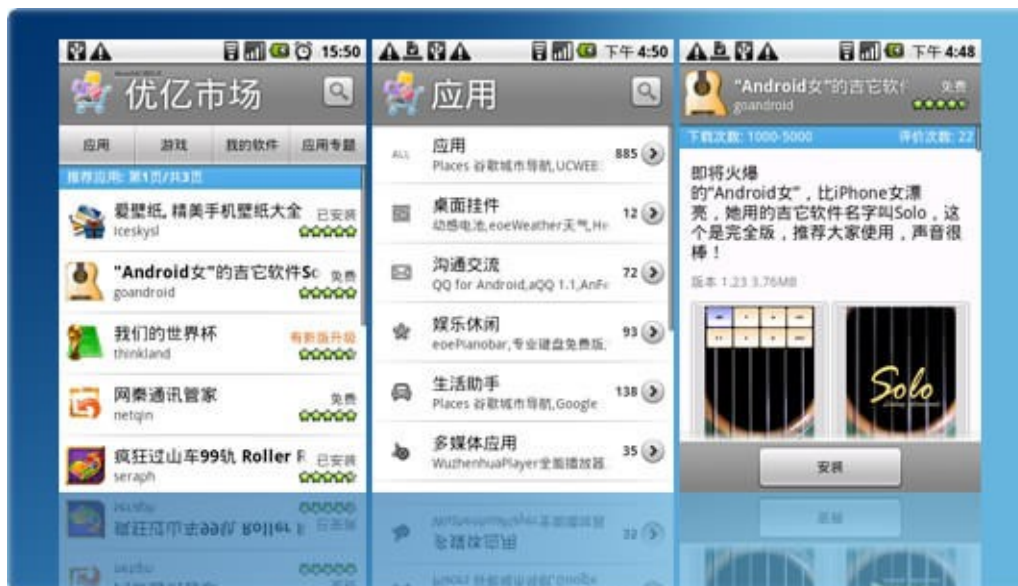 15:50
优亿市场
应用
游戏
我的软件
应用专题
推荐应用: 第1页/共3页
爱壁纸, 精美手机壁纸大全
已安装
iceskysl
"Android女"的吉它软件So
免费
goandroid
我们的世界杯
有新版升级
thinkland
网秦通讯管家
免费
netqin
疯狂过山车99轨 Roller R
已安装
seraph
下午 4:50
应用
ALL
应用
Places 谷歌城市导航,UCWEB
885
桌面挂件
动感电池,eoeWeather天气,He
12
沟通交流
QQ for Android,aQQ 1.1,AnFe
72
娱乐休闲
eoePianobar,专业键盘免费版,
93
生活助手
Places 谷歌城市导航,Google
138
多媒体应用
WuzhenhuaPlayer全能播放器
35
下午 4:48
"Android女"的吉它软件
免费
goandroid
下载次数: 1000-5000
评价次数: 22
即将火爆
的"Android女"，比iPhone女漂
亮，她用的吉它软件名字叫Solo，这
个是完全版，推荐大家使用，声音很
棒！
版本 1.23 3.76MB
Solo
安装